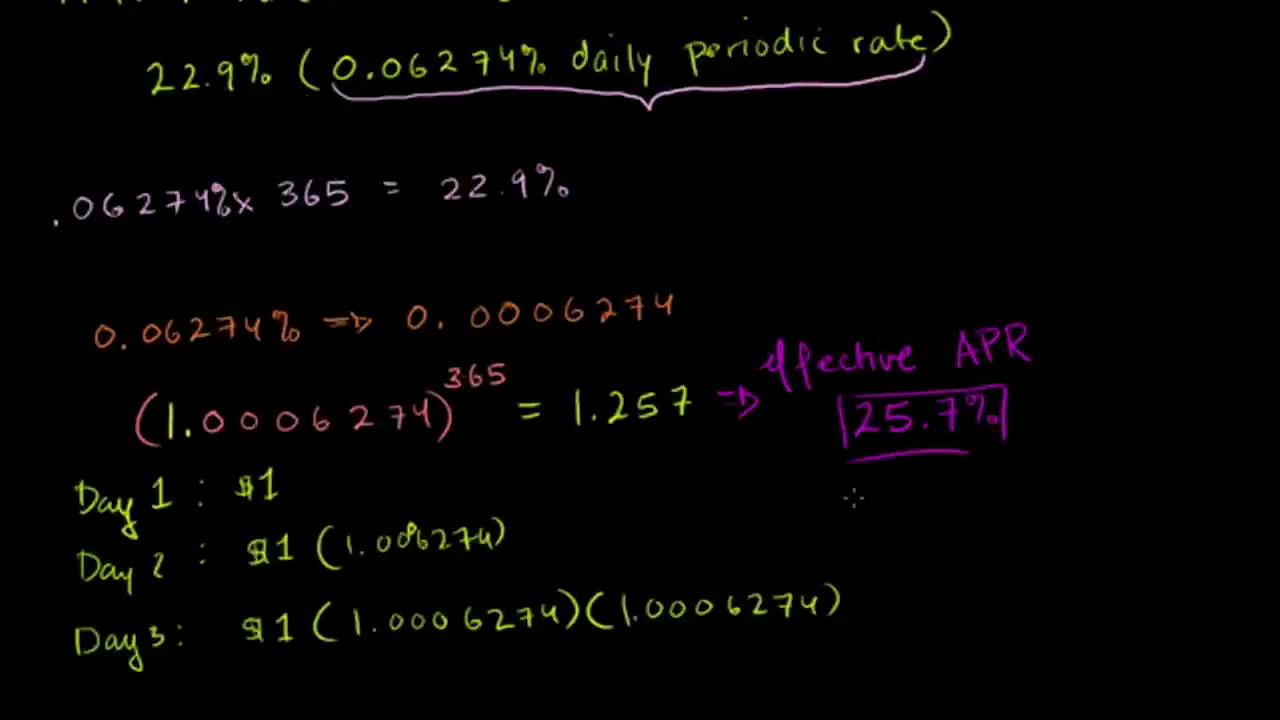 22.9% (0.06274% daily periodic rate)
.06274% x 365 = 22.9%
0.06274% => 0.0006274
(1.0006274)^365 = 1.257 => effective APR
25.7%
Day 1 : $1
Day 2 : $1 (1.0006274)
Day 3 : $1 (1.0006274)(1.0006274)